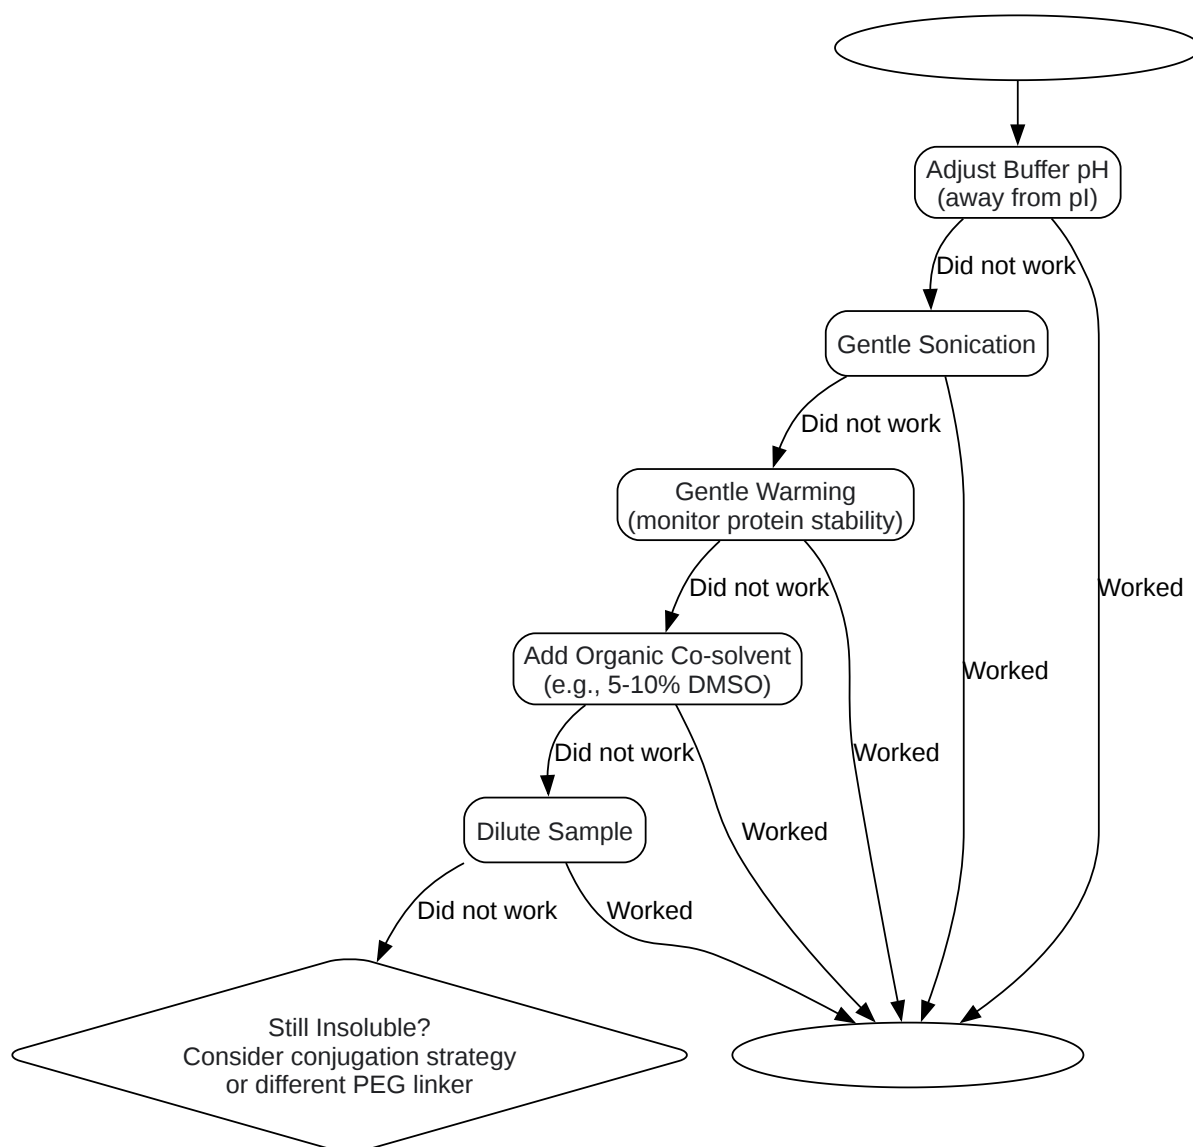 Adjust Buffer pH
(away from pI)
Did not work
Gentle Sonication
Did not work
Gentle Warming
(monitor protein stability)
Did not work
Worked
Add Organic Co-solvent
(e.g., 5-10% DMSO)
Worked
Did not work
Worked
Dilute Sample
Worked
Did not work
Worked
Still Insoluble?
Consider conjugation strategy
or different PEG linker